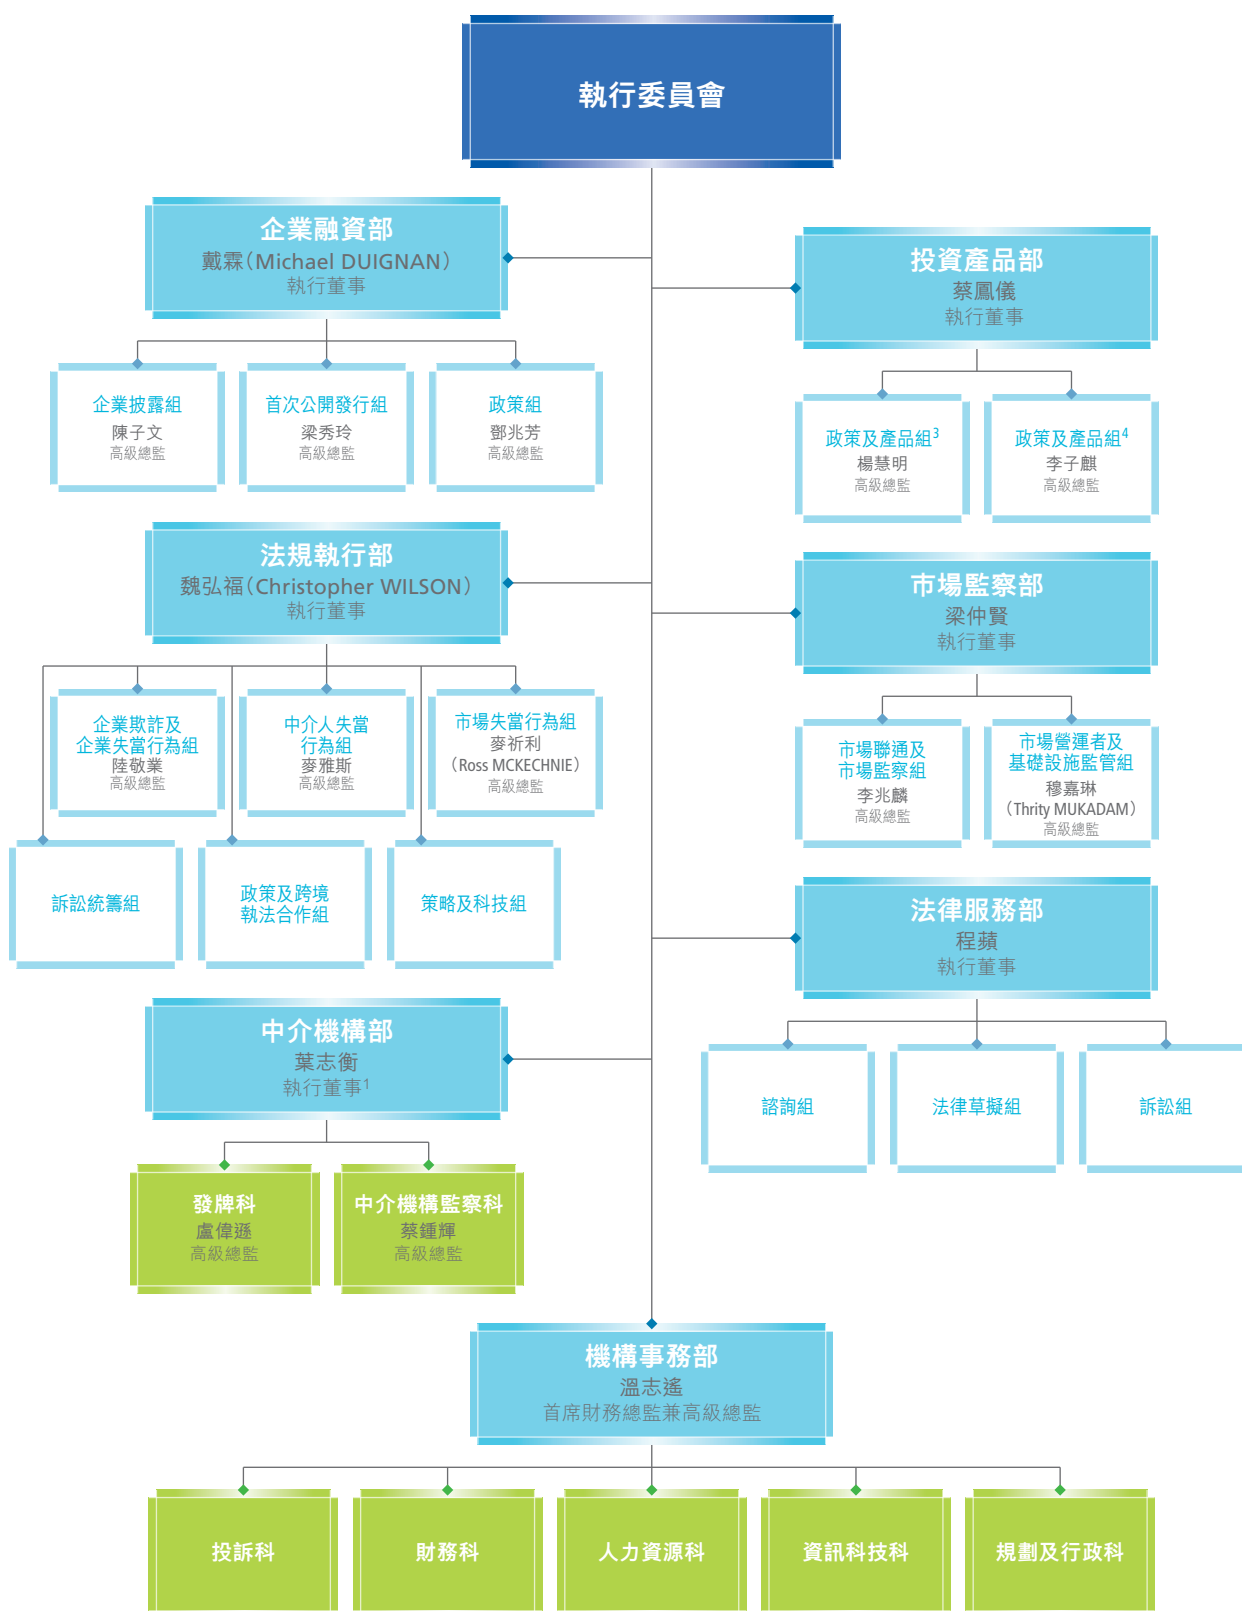 執行委員會
企業融資部
戴霖（Michael DUIGNAN）
執行董事
投資產品部
蔡鳳儀
執行董事
企業披露組
陳子文
高級總監
首次公開發行組
梁秀玲
高級總監
政策組
鄧兆芳
高級總監
政策及產品組3
楊慧明
高級總監
政策及產品組4
李子麒
高級總監
法規執行部
魏弘福（Christopher WILSON）
執行董事
市場監察部
梁仲賢
執行董事
企業欺詐及
企業失當行為組
陸敬業
高級總監
中介人失當
行為組
麥雅斯
高級總監
市場失當行為組
麥祈利
（Ross MCKECHNIE）
高級總監
市場聯通及
市場監察組
李兆麟
高級總監
市場營運者及
基礎設施監管組
穆嘉琳
（Thrity MUKADAM）
高級總監
訴訟統籌組
政策及跨境
執法合作組
策略及科技組
法律服務部
程蘋
執行董事
中介機構部
葉志衡
執行董事1
諮詢組
法律草擬組
訴訟組
發牌科
盧偉遜
高級總監
中介機構監察科
蔡鍾輝
高級總監
機構事務部
溫志遙
首席財務總監兼高級總監
投訴科
財務科
人力資源科
資訊科技科
規劃及行政科